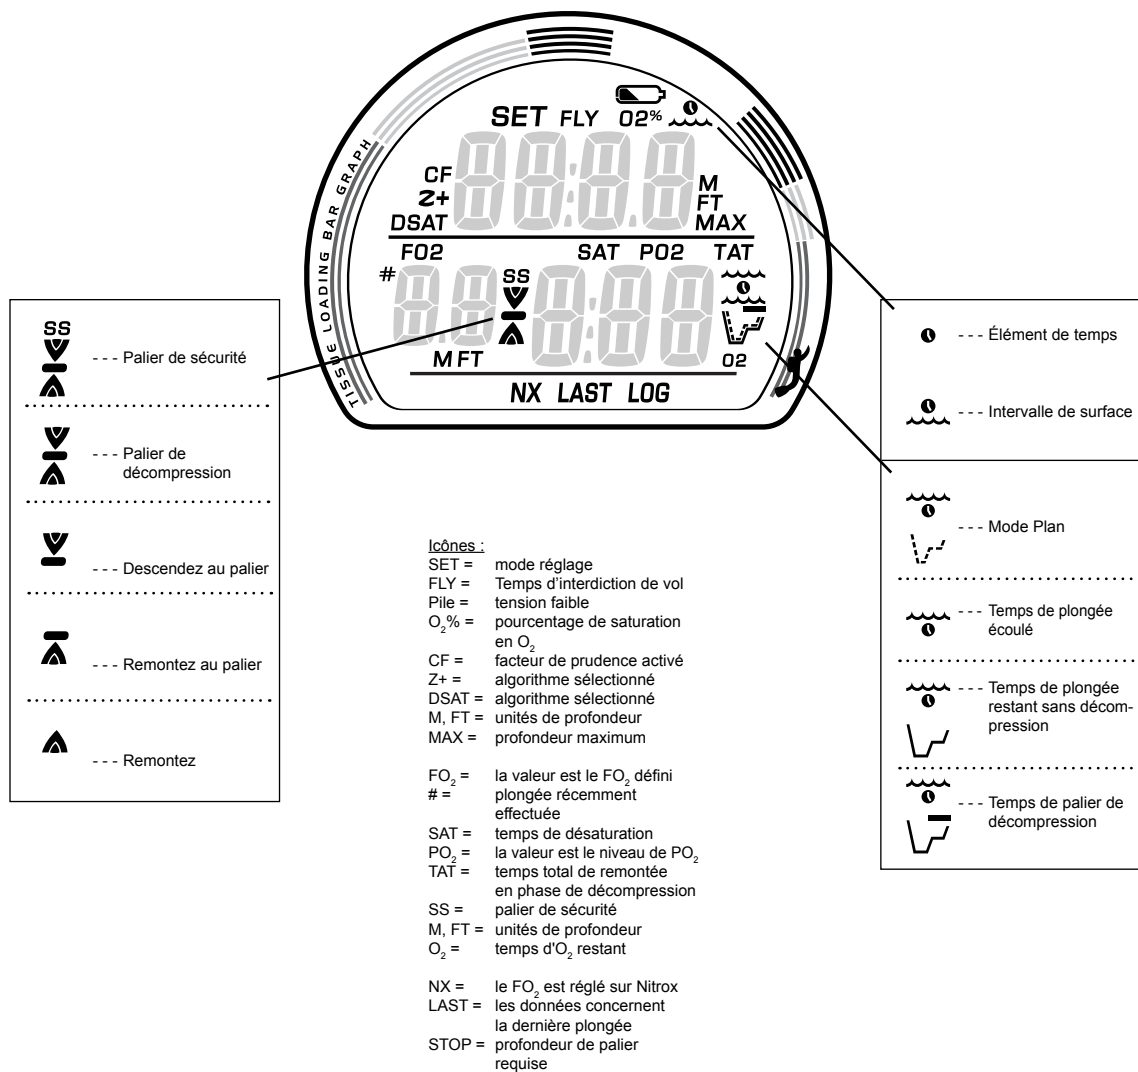 SET FLY 02%
CF
Z+
DSAT
M
FT
MAX
FO2 SAT PO2 TAT
#
SS
M FT
02
NX LAST LOG
TISSUE LOADING BAR GRAPH
SS
- - - Palier de sécurité
- - - Palier de
décompression
- - - Descendez au palier
- - - Remontez au palier
- - - Remontez
- - - Élément de temps
- - - Intervalle de surface
- - - Mode Plan
- - - Temps de plongée
écoulé
- - - Temps de plongée
restant sans décom-
pression
- - - Temps de palier de
décompression
Icônes :
SET = mode réglage
FLY = Temps d'interdiction de vol
Pile = tension faible
O2% = pourcentage de saturation
en O2
CF = facteur de prudence activé
Z+ = algorithme sélectionné
DSAT = algorithme sélectionné
M, FT = unités de profondeur
MAX = profondeur maximum
FO2 = la valeur est le FO2 défini
# = plongée récemment
effectuée
SAT = temps de désaturation
PO2 = la valeur est le niveau de PO2
TAT = temps total de remontée
en phase de décompression
SS = palier de sécurité
M, FT = unités de profondeur
O2 = temps d'O2 restant
NX = le FO2 est réglé sur Nitrox
LAST = les données concernent
la dernière plongée
STOP = profondeur de palier
requise